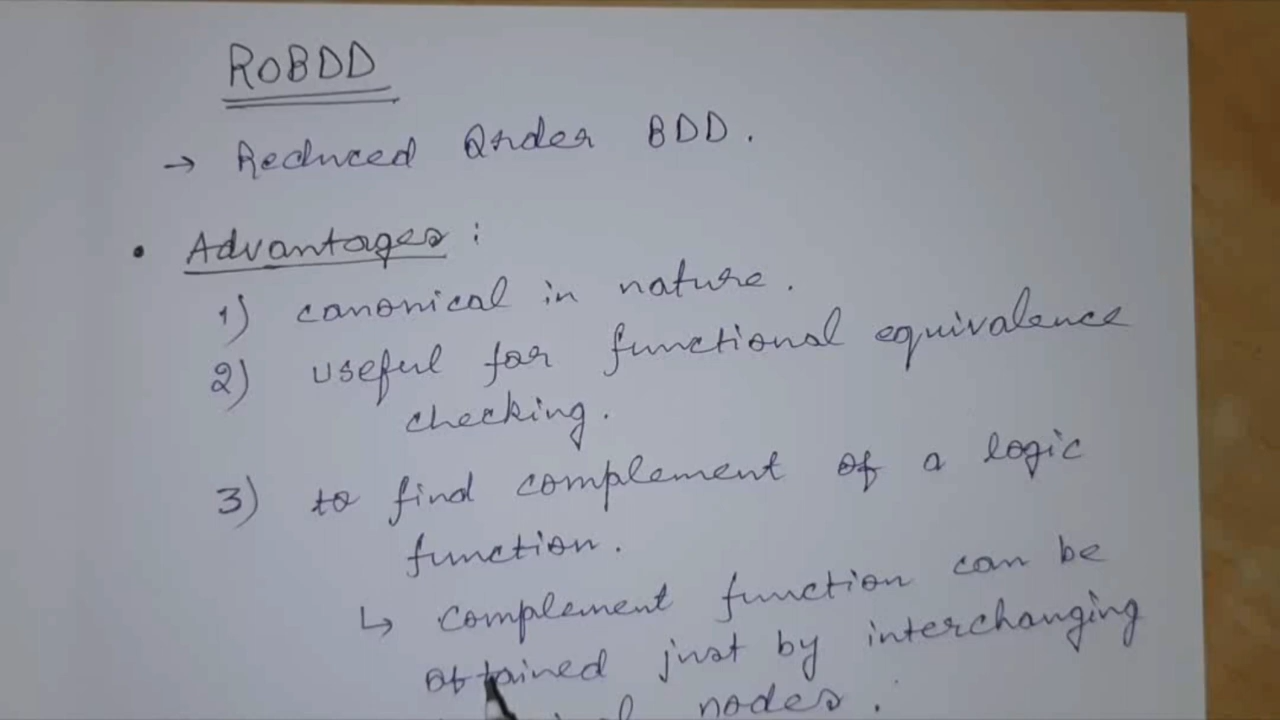 ROBDD
→ Reduced Order BDD.
• Advantages :
1) canonical in nature.
2) useful for functional equivalence
checking.
3) to find complement of a logic
function.
↳ complement function can be
obtained just by interchanging
nodes.